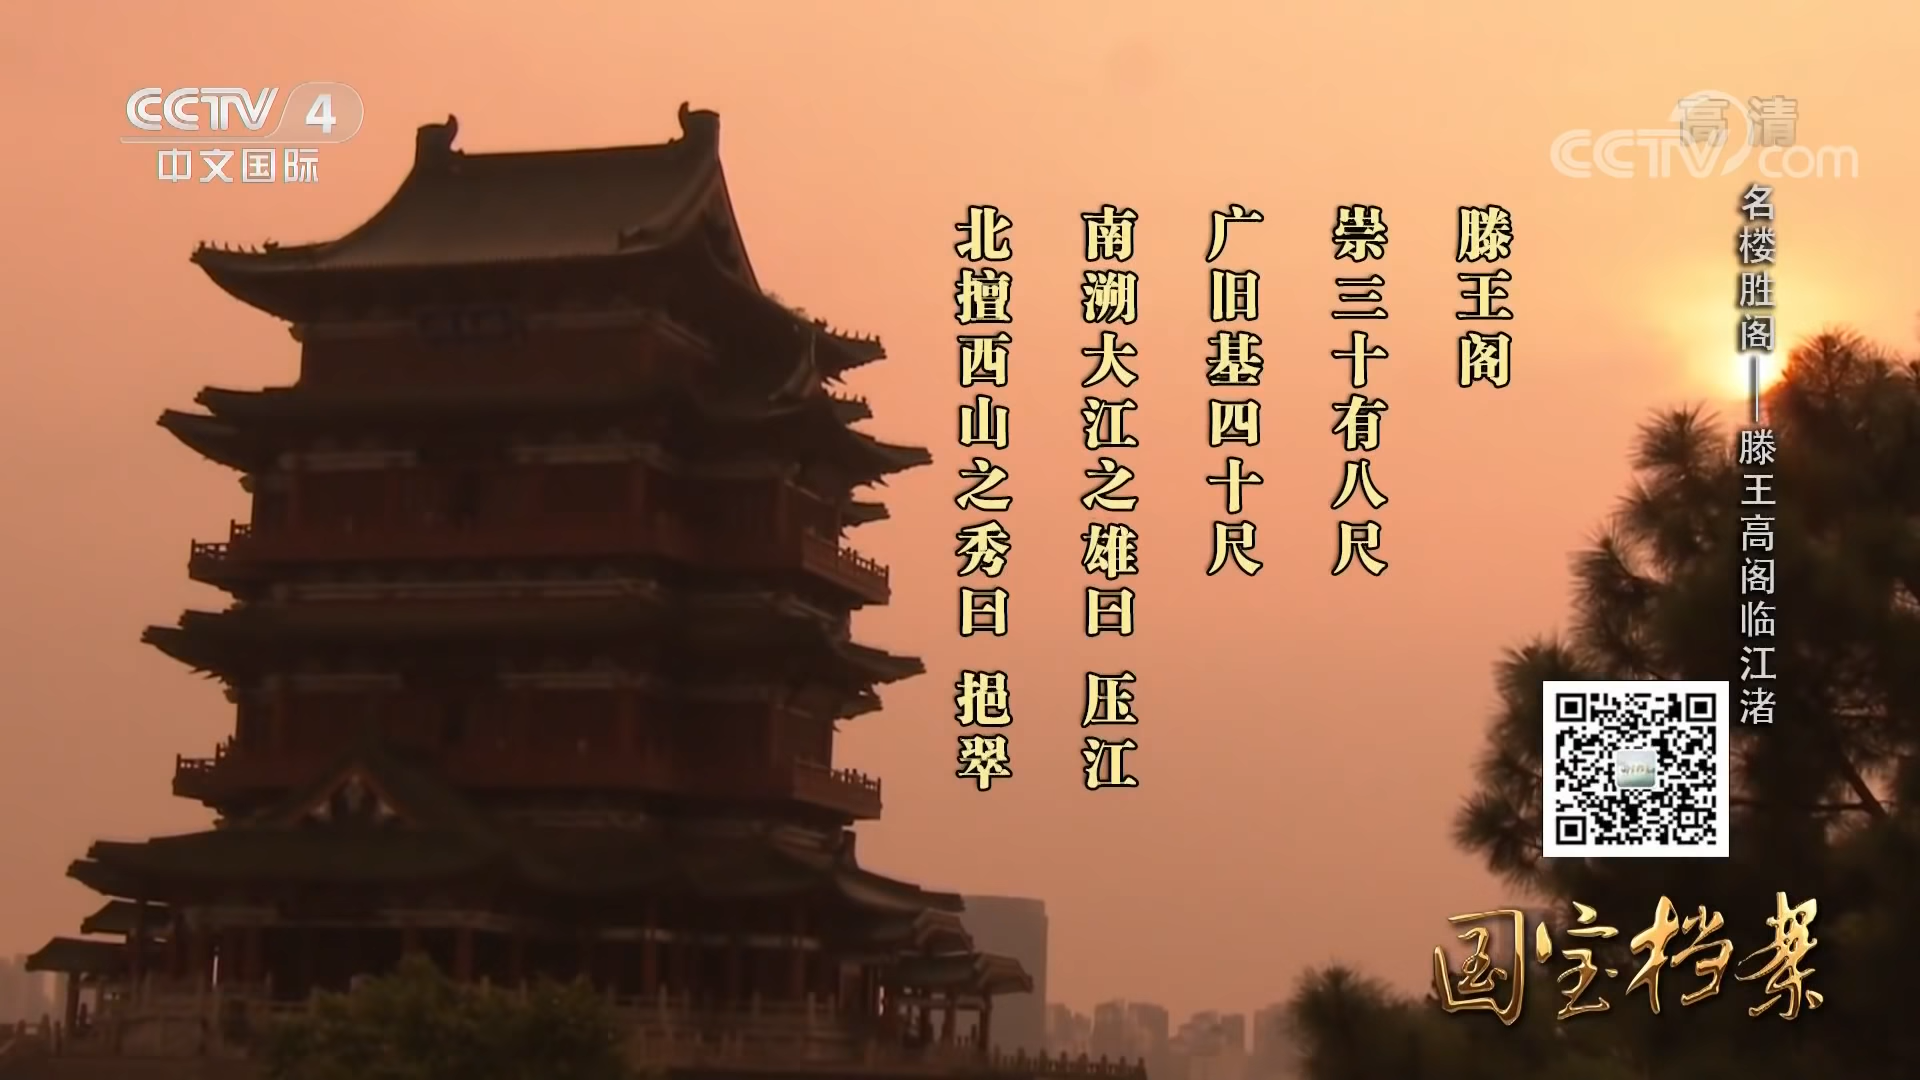 CCTV 4
中文国际
高清
CCTV.com
名楼胜阁——滕王高阁临江渚
滕王阁
崇三十有八尺
广旧基四十尺
南溯大江之雄曰 压江
北擅西山之秀曰 挹翠
国宝档案